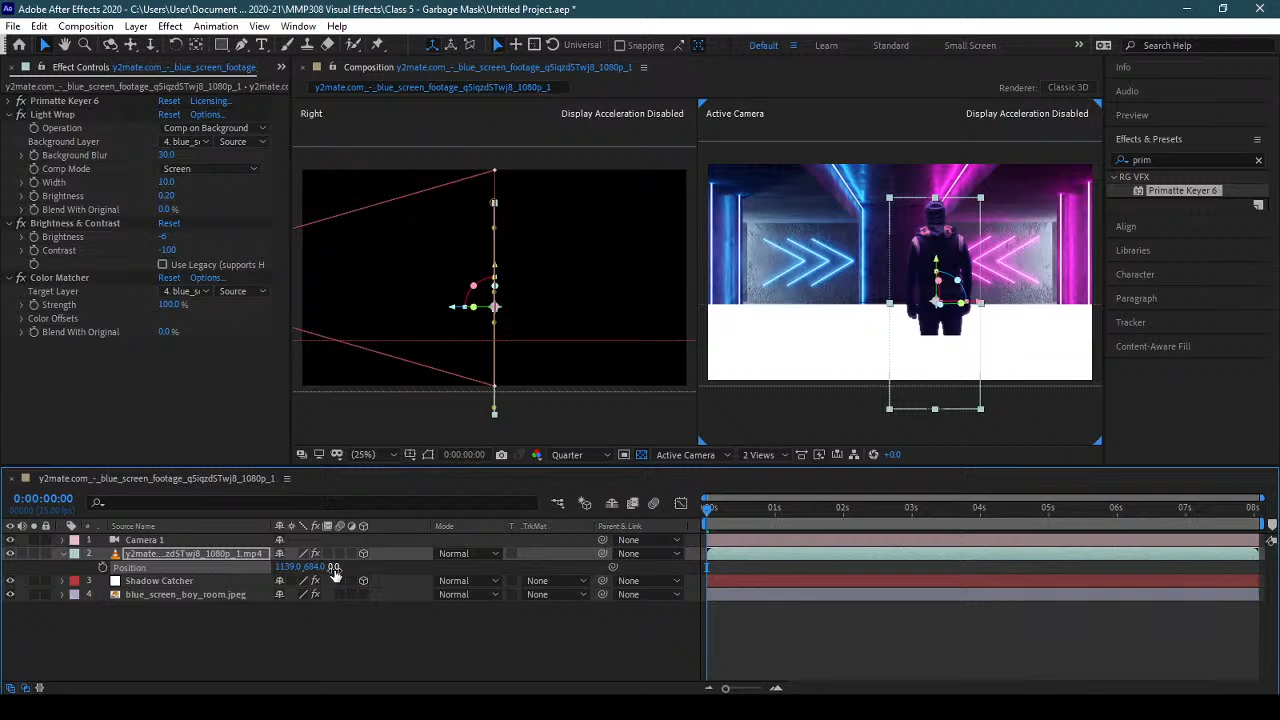 Adobe After Effects 2020 - C:\Users\User\Document ... 2020-21\MMP308 Visual Effects\Class 5 - Garbage Mask\Untitled Project.aep *
File Edit Composition Layer Effect Animation View Window Help
Universal Snapping Default Learn Standard Small Screen Search Help
Effect Controls y2mate.com_-_blue_screen_footage
y2mate.com_-_blue_screen_footage_q5iqzdSTwj8_1080p_1 • y2mate.cc
Primatte Keyer 6 Reset Licensing...
Light Wrap Reset Options...
Operation Comp on Background
Background Layer 4. blue_s Source
Background Blur 30.0
Comp Mode Screen
Width 10.0
Brightness 0.20
Blend With Original 0.0 %
Brightness & Contrast Reset
Brightness -6
Contrast -100
Use Legacy (supports H
Color Matcher Reset Options...
Target Layer 4. blue_s Source
Strength 100.0 %
Color Offsets
Blend With Original 0.0 %
Composition y2mate.com_-_blue_screen_footage_q5iqzdSTwj8_1080p_1
y2mate.com_-_blue_screen_footage_q5iqzdSTwj8_1080p_1
Renderer: Classic 3D
Right Display Acceleration Disabled
Active Camera Display Acceleration Disabled
(25%) 0:00:00:00 Quarter Active Camera 2 Views +0.0
Info
Audio
Preview
Effects & Presets
prim
RG VFX
Primatte Keyer 6
Align
Libraries
Character
Paragraph
Tracker
Content-Aware Fill
y2mate.com_-_blue_screen_footage_q5iqzdSTwj8_1080p_1
0:00:00:00
00000 (25.00 fps)
:00s 01s 02s 03s 04s 05s 06s 07s 08s
# Source Name fx Mode T TrkMat Parent & Link
1 Camera 1 None
2 y2mate....zdSTwj8_1080p_1.mp4 fx Normal None
Position 1139.0,684.0,0.0
3 Shadow Catcher fx Normal None None
4 blue_screen_boy_room.jpeg fx Normal None None